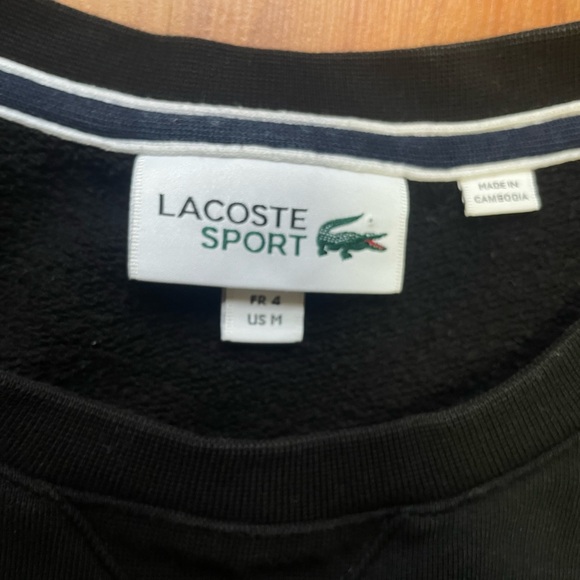 LACOSTE
SPORT
MADE IN
CAMBODIA
FR 4
US M